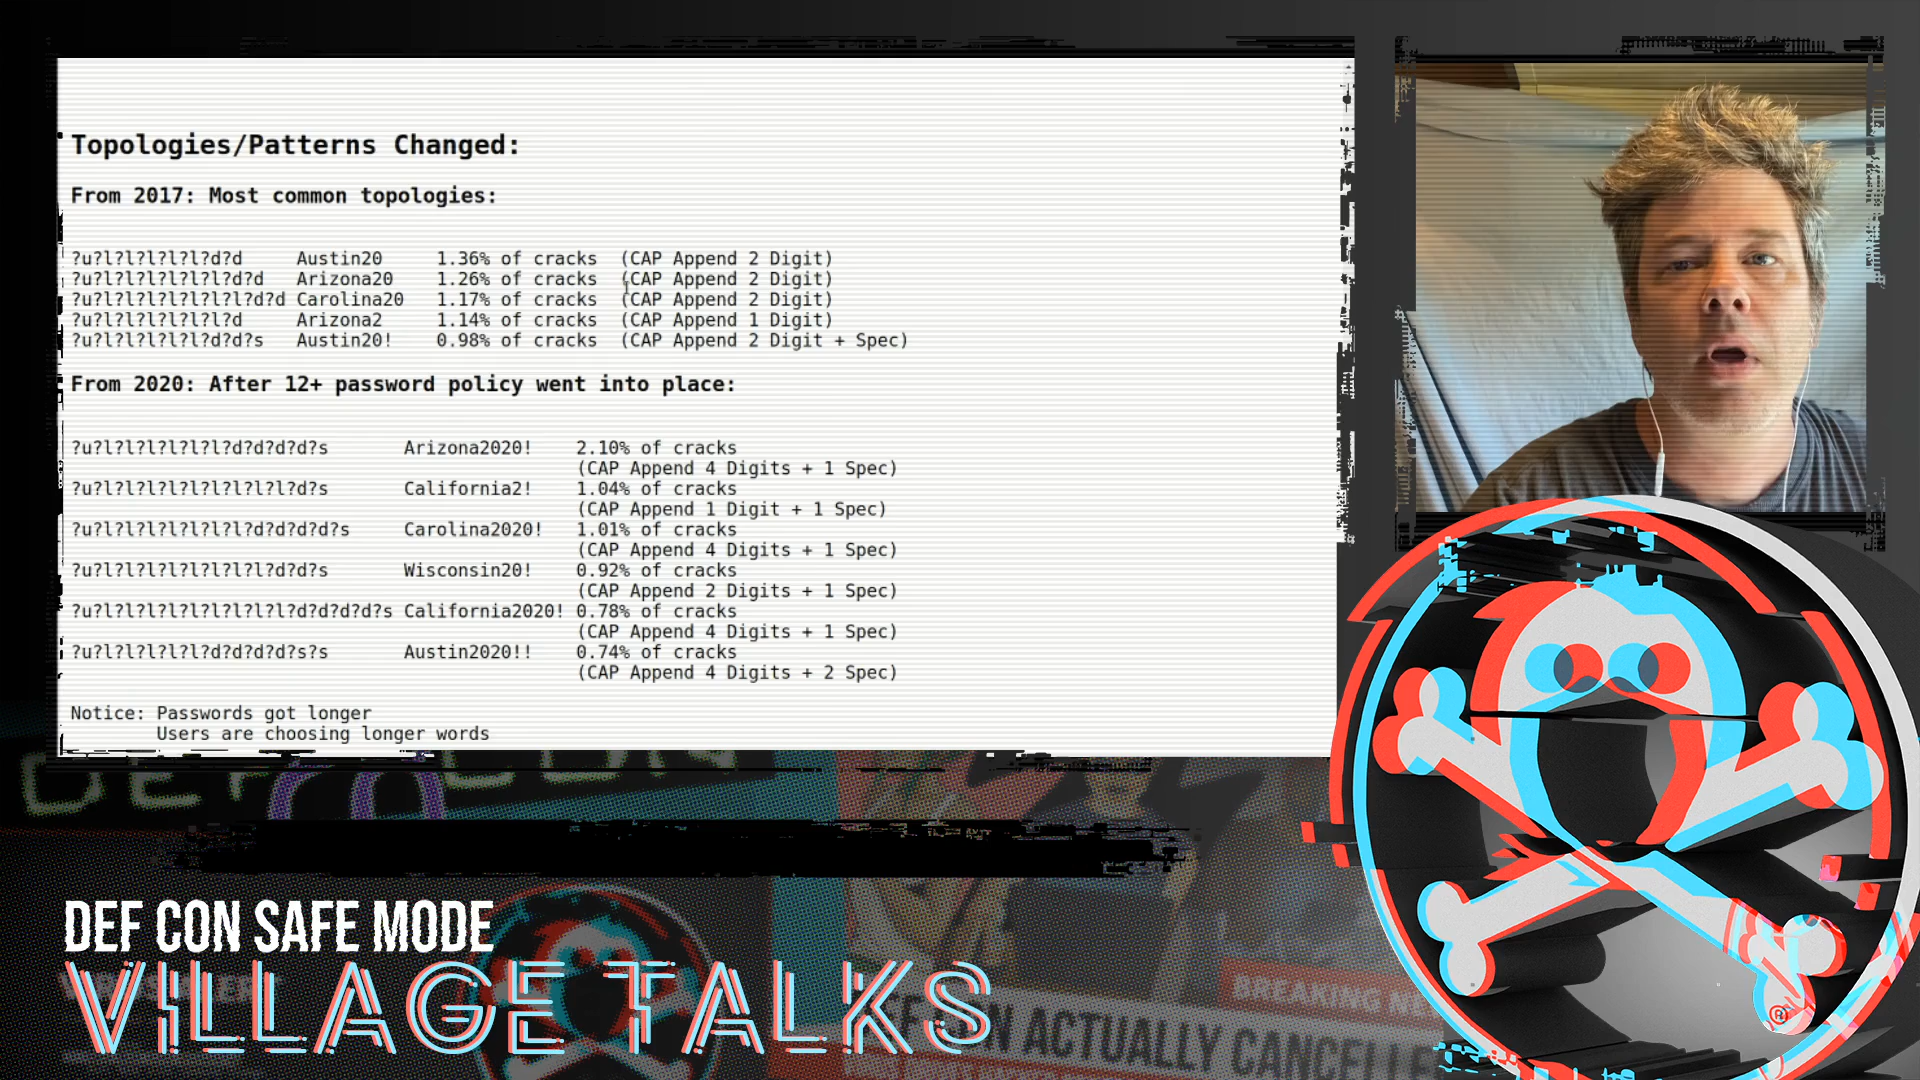 Topologies/Patterns Changed:
From 2017: Most common topologies:
?u?l?l?l?l?l?d?d Austin20 1.36% of cracks (CAP Append 2 Digit)
?u?l?l?l?l?l?l?d?d Arizona20 1.26% of cracks (CAP Append 2 Digit)
?u?l?l?l?l?l?l?l?d?d Carolina20 1.17% of cracks (CAP Append 2 Digit)
?u?l?l?l?l?l?l?d Arizona2 1.14% of cracks (CAP Append 1 Digit)
?u?l?l?l?l?l?d?d?s Austin20! 0.98% of cracks (CAP Append 2 Digit + Spec)
From 2020: After 12+ password policy went into place:
?u?l?l?l?l?l?l?d?d?d?d?s Arizona2020! 2.10% of cracks
(CAP Append 4 Digits + 1 Spec)
?u?l?l?l?l?l?l?l?l?l?d?s California2! 1.04% of cracks
(CAP Append 1 Digit + 1 Spec)
?u?l?l?l?l?l?l?l?d?d?d?d?s Carolina2020! 1.01% of cracks
(CAP Append 4 Digits + 1 Spec)
?u?l?l?l?l?l?l?l?l?d?d?s Wisconsin20! 0.92% of cracks
(CAP Append 2 Digits + 1 Spec)
?u?l?l?l?l?l?l?l?l?l?d?d?d?d?s California2020! 0.78% of cracks
(CAP Append 4 Digits + 1 Spec)
?u?l?l?l?l?l?d?d?d?d?s?s Austin2020!! 0.74% of cracks
(CAP Append 4 Digits + 2 Spec)
Notice: Passwords got longer
Users are choosing longer words
DEF CON
DEF CON SAFE MODE
VILLAGE TALKS
BREAKING
DEF CON ACTUALLY CANCELLE
®